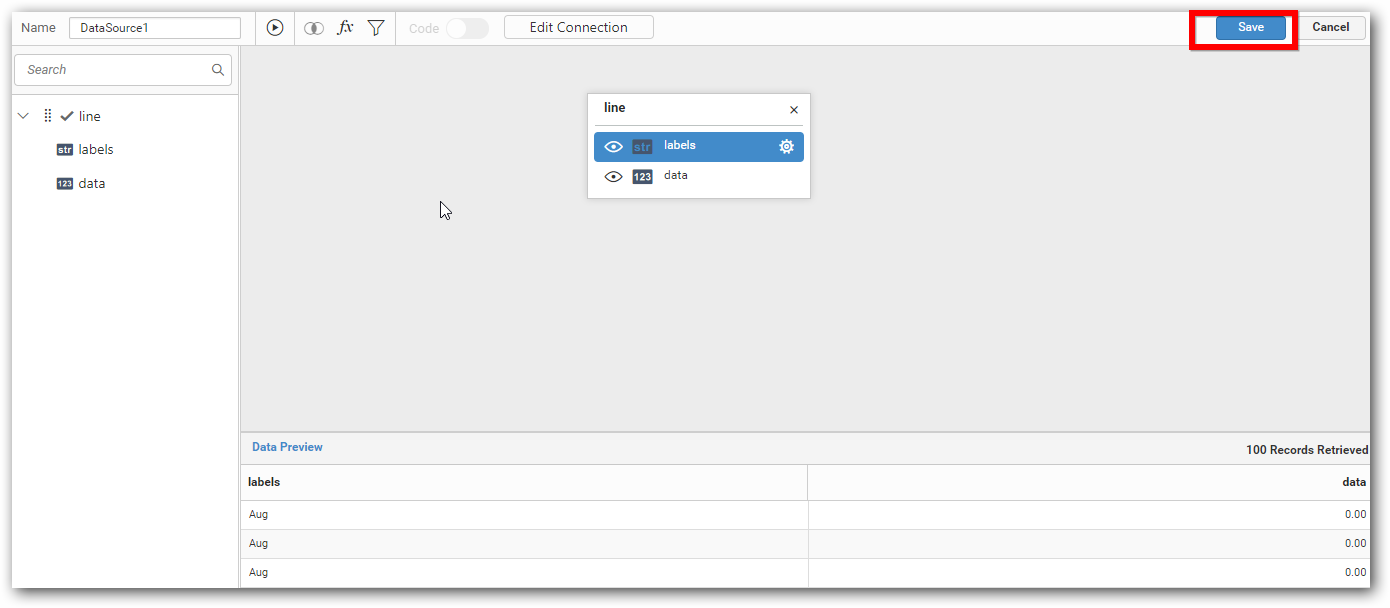 Name DataSource1 fx Code Edit Connection Save Cancel
Search
line
str labels
123 data
line
str labels
123 data
Data Preview 100 Records Retrieved
labels data
Aug 0.00
Aug 0.00
Aug 0.00